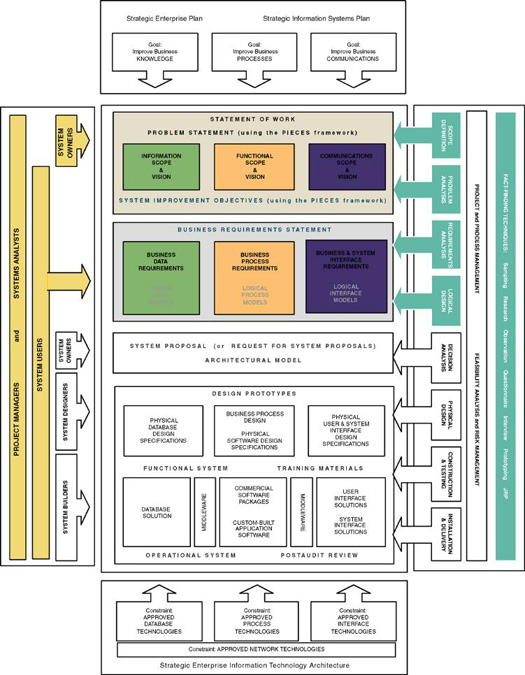 Strategic Enterprise Plan
Strategic Information Systems Plan
Goal:
Improve Business
KNOWLEDGE
Goal:
Improve Business
PROCESSES
Goal:
Improve Business
COMMUNICATIONS
PROJECT MANAGERS and SYSTEMS ANALYSTS
SYSTEM USERS
SYSTEM
OWNERS
SYSTEM
OWNERS
SYSTEM DESIGNERS
SYSTEM BUILDERS
STATEMENT OF WORK
PROBLEM STATEMENT (using the PIECES framework)
INFORMATION
SCOPE
&
VISION
FUNCTIONAL
SCOPE
&
VISION
COMMUNICATIONS
SCOPE
&
VISION
SYSTEM IMPROVEMENT OBJECTIVES (using the PIECES framework)
BUSINESS REQUIREMENTS STATEMENT
BUSINESS
DATA
REQUIREMENTS
BUSINESS
PROCESS
REQUIREMENTS
LOGICAL
PROCESS
MODELS
BUSINESS & SYSTEM
INTERFACE
REQUIREMENTS
LOGICAL
INTERFACE
MODELS
SYSTEM PROPOSAL (or REQUEST FOR SYSTEM PROPOSALS)
ARCHITECTURAL MODEL
DESIGN PROTOTYPES
PHYSICAL
DATABASE
DESIGN
SPECIFICATIONS
BUSINESS PROCESS
DESIGN
PHYSICAL
SOFTWARE DESIGN
SPECIFICATIONS
PHYSICAL
USER & SYSTEM
INTERFACE
DESIGN
SPECIFICATIONS
FUNCTIONAL SYSTEM
TRAINING MATERIALS
DATABASE
SOLUTION
MIDDLEWARE
COMMERCIAL
SOFTWARE
PACKAGES
CUSTOM-BUILT
APPLICATION
SOFTWARE
MIDDLEWARE
USER
INTERFACE
SOLUTIONS
SYSTEM
INTERFACE
SOLUTIONS
OPERATIONAL SYSTEM
POSTAUDIT REVIEW
SCOPE
DEFINITION
PROBLEM
ANALYSIS
REQUIREMENTS
ANALYSIS
LOGICAL
DESIGN
DECISION
ANALYSIS
PHYSICAL
DESIGN
CONSTRUCTION
& TESTING
INSTALLATION
& DELIVERY
PROJECT and PROCESS MANAGEMENT
FEASIBILITY ANALYSIS and RISK MANAGEMENT
FACT-FINDING TECHNIQUES Sampling Research Observation Questionnaire Interview Prototyping JRP
Constraint:
APPROVED
DATABASE
TECHNOLOGIES
Constraint:
APPROVED
PROCESS
TECHNOLOGIES
Constraint:
APPROVED
INTERFACE
TECHNOLOGIES
Constraint: APPROVED NETWORK TECHNOLOGIES
Strategic Enterprise Information Technology Architecture